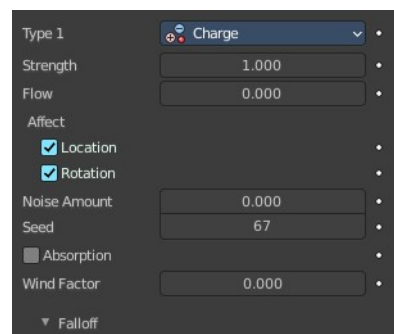 Type 1 Charge
Strength 1.000
Flow 0.000
Affect
Location
Rotation
Noise Amount 0.000
Seed 67
Absorption
Wind Factor 0.000
Falloff